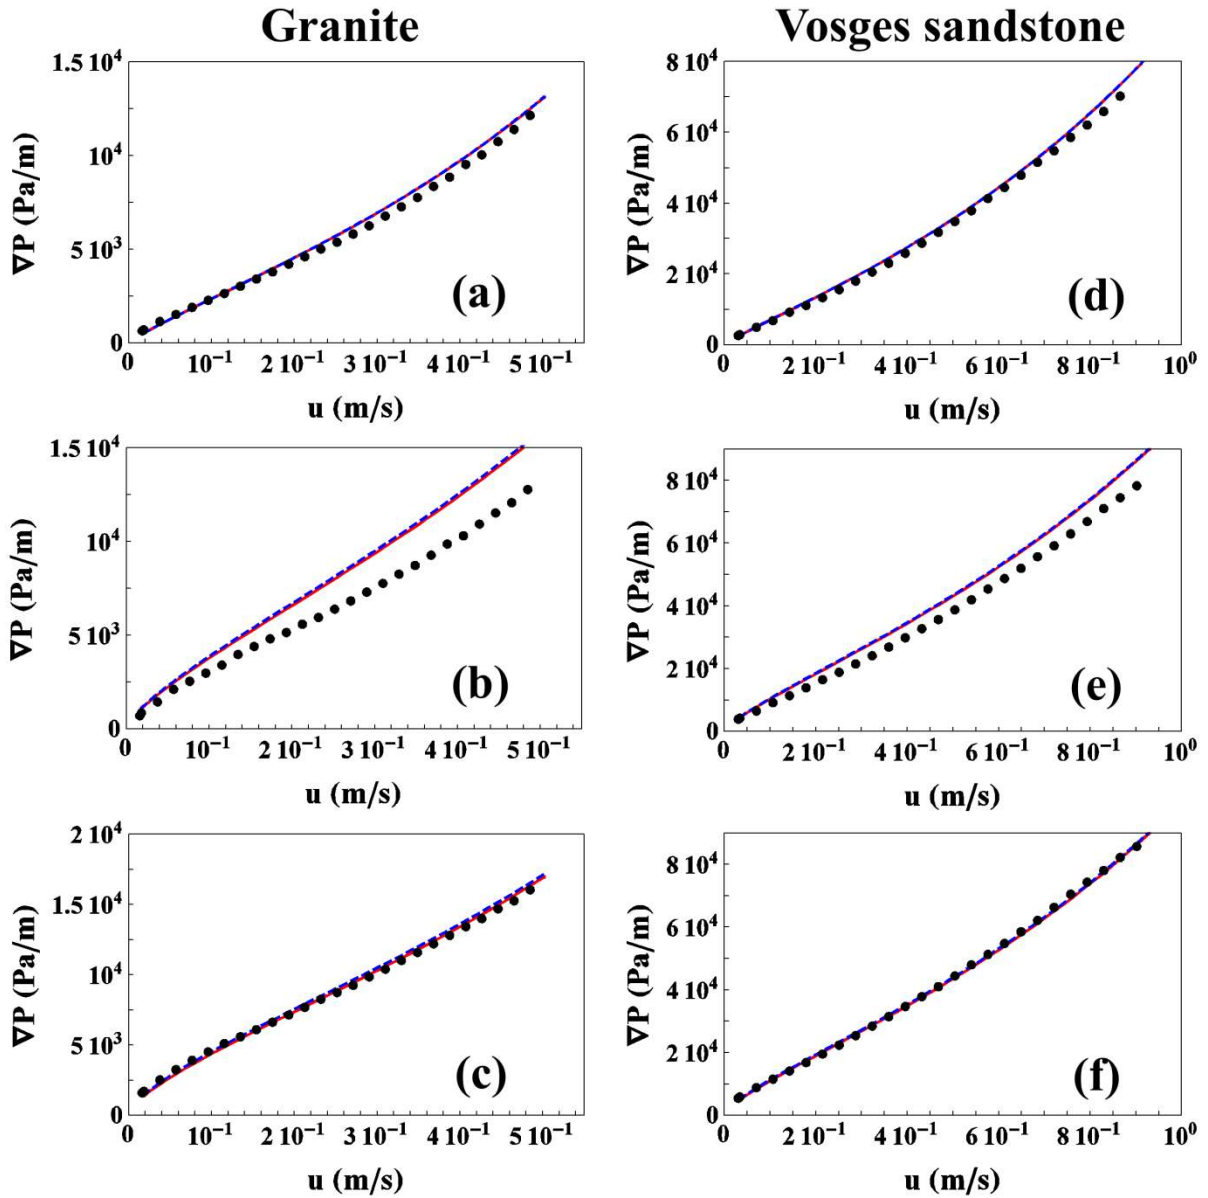 Granite
Vosges sandstone
1.5 10⁴
10⁴
5 10³
0
∇P (Pa/m)
(a)
0 10⁻¹ 2 10⁻¹ 3 10⁻¹ 4 10⁻¹ 5 10⁻¹
u (m/s)
8 10⁴
6 10⁴
4 10⁴
2 10⁴
0
∇P (Pa/m)
(d)
0 2 10⁻¹ 4 10⁻¹ 6 10⁻¹ 8 10⁻¹ 10⁰
u (m/s)
1.5 10⁴
10⁴
5 10³
0
∇P (Pa/m)
(b)
0 10⁻¹ 2 10⁻¹ 3 10⁻¹ 4 10⁻¹ 5 10⁻¹
u (m/s)
8 10⁴
6 10⁴
4 10⁴
2 10⁴
0
∇P (Pa/m)
(e)
0 2 10⁻¹ 4 10⁻¹ 6 10⁻¹ 8 10⁻¹ 10⁰
u (m/s)
2 10⁴
1.5 10⁴
10⁴
5 10³
0
∇P (Pa/m)
(c)
0 10⁻¹ 2 10⁻¹ 3 10⁻¹ 4 10⁻¹ 5 10⁻¹
u (m/s)
8 10⁴
6 10⁴
4 10⁴
2 10⁴
0
∇P (Pa/m)
(f)
0 2 10⁻¹ 4 10⁻¹ 6 10⁻¹ 8 10⁻¹ 10⁰
u (m/s)